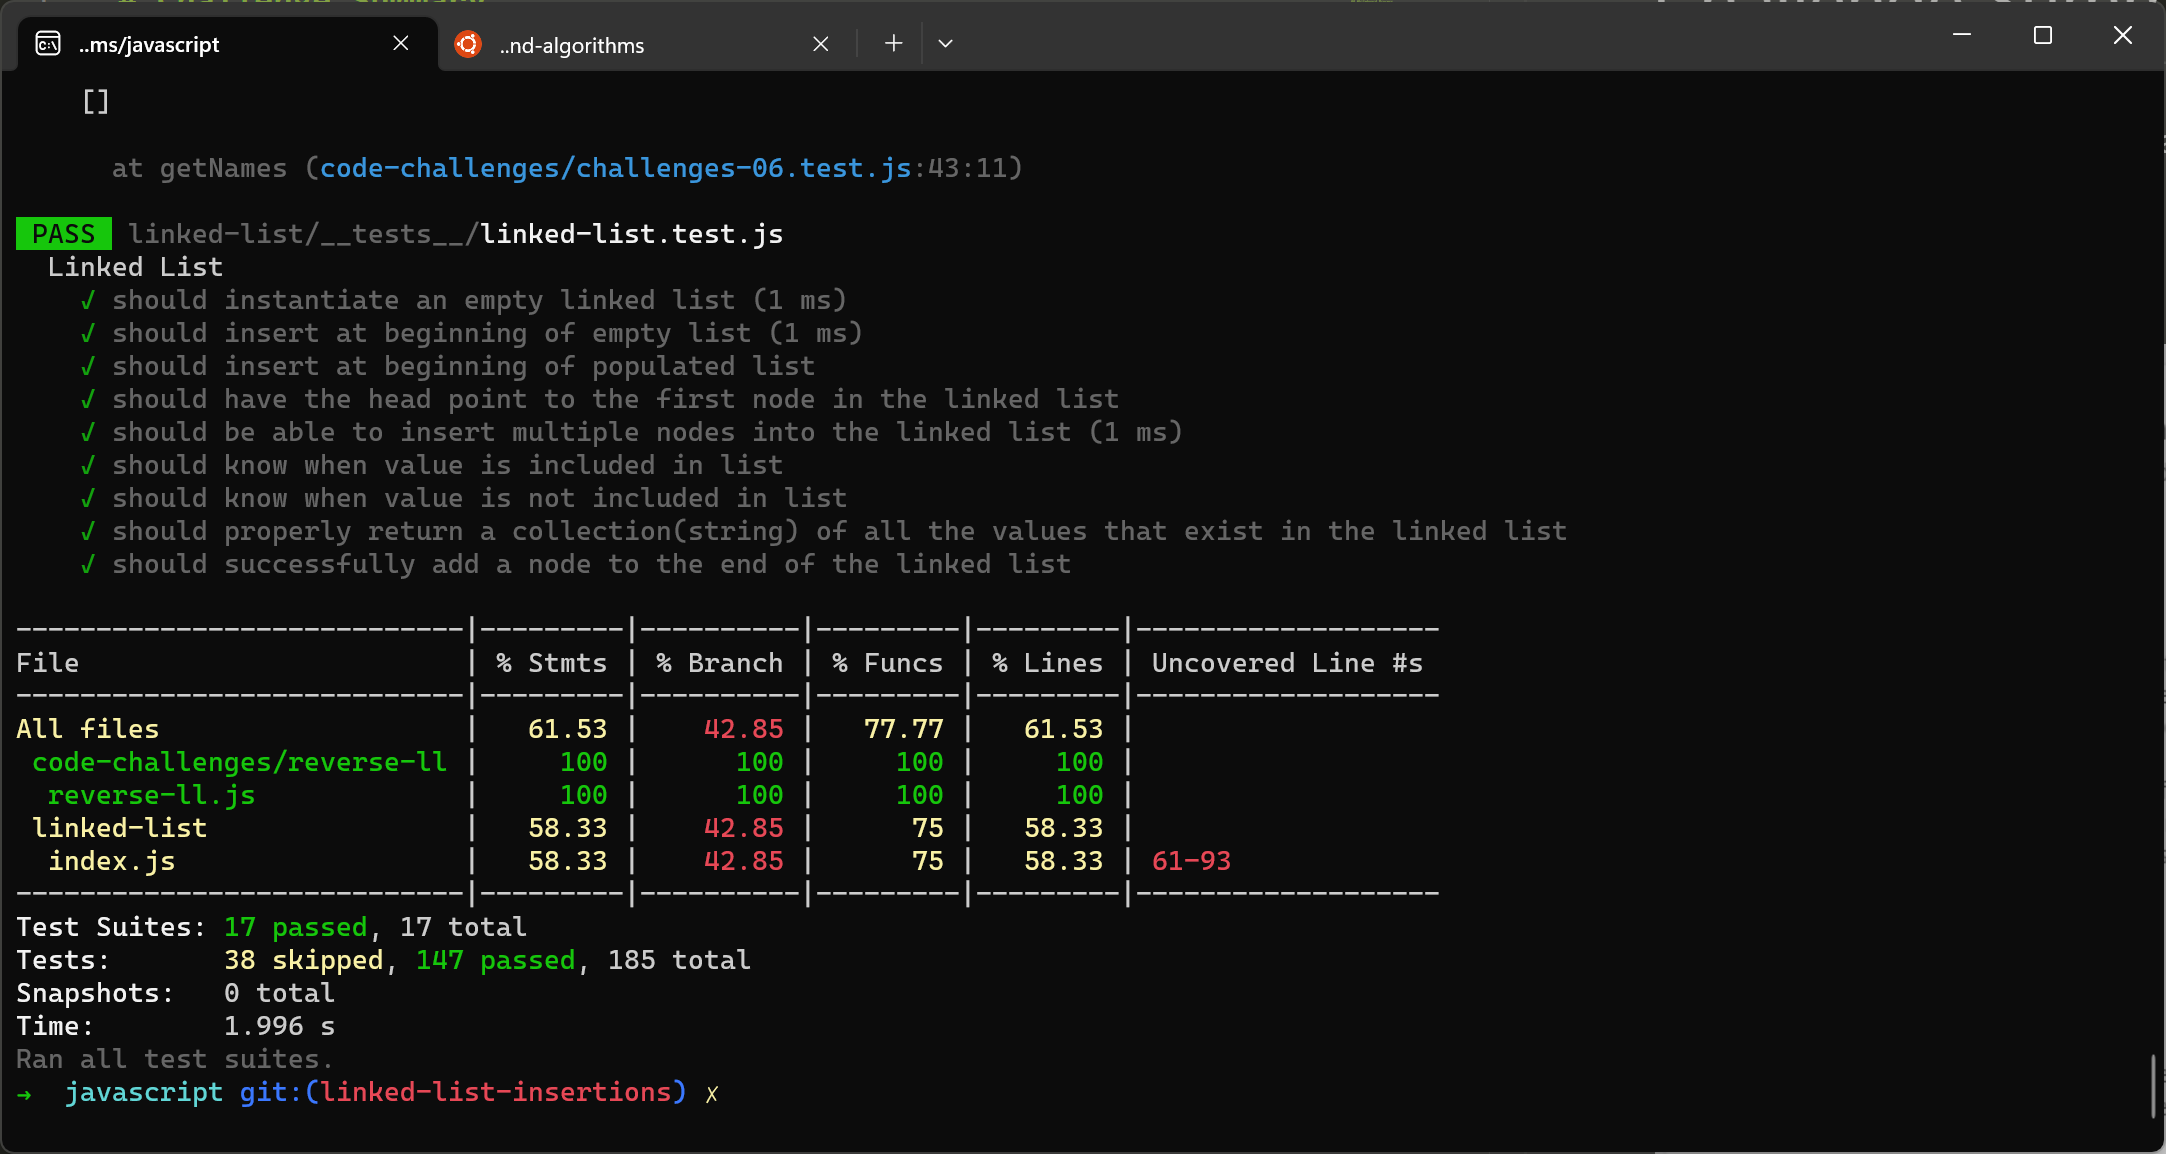 ..ms/javascript
..nd-algorithms
[]
at getNames (code-challenges/challenges-06.test.js:43:11)
PASS linked-list/__tests__/linked-list.test.js
Linked List
√ should instantiate an empty linked list (1 ms)
√ should insert at beginning of empty list (1 ms)
√ should insert at beginning of populated list
√ should have the head point to the first node in the linked list
√ should be able to insert multiple nodes into the linked list (1 ms)
√ should know when value is included in list
√ should know when value is not included in list
√ should properly return a collection(string) of all the values that exist in the linked list
√ should successfully add a node to the end of the linked list
----------------------------|---------|----------|---------|---------|-------------------
File | % Stmts | % Branch | % Funcs | % Lines | Uncovered Line #s
----------------------------|---------|----------|---------|---------|-------------------
All files | 61.53 | 42.85 | 77.77 | 61.53 |
code-challenges/reverse-ll | 100 | 100 | 100 | 100 |
reverse-ll.js | 100 | 100 | 100 | 100 |
linked-list | 58.33 | 42.85 | 75 | 58.33 |
index.js | 58.33 | 42.85 | 75 | 58.33 | 61-93
----------------------------|---------|----------|---------|---------|-------------------
Test Suites: 17 passed, 17 total
Tests: 38 skipped, 147 passed, 185 total
Snapshots: 0 total
Time: 1.996 s
Ran all test suites.
→ javascript git:(linked-list-insertions) ✗